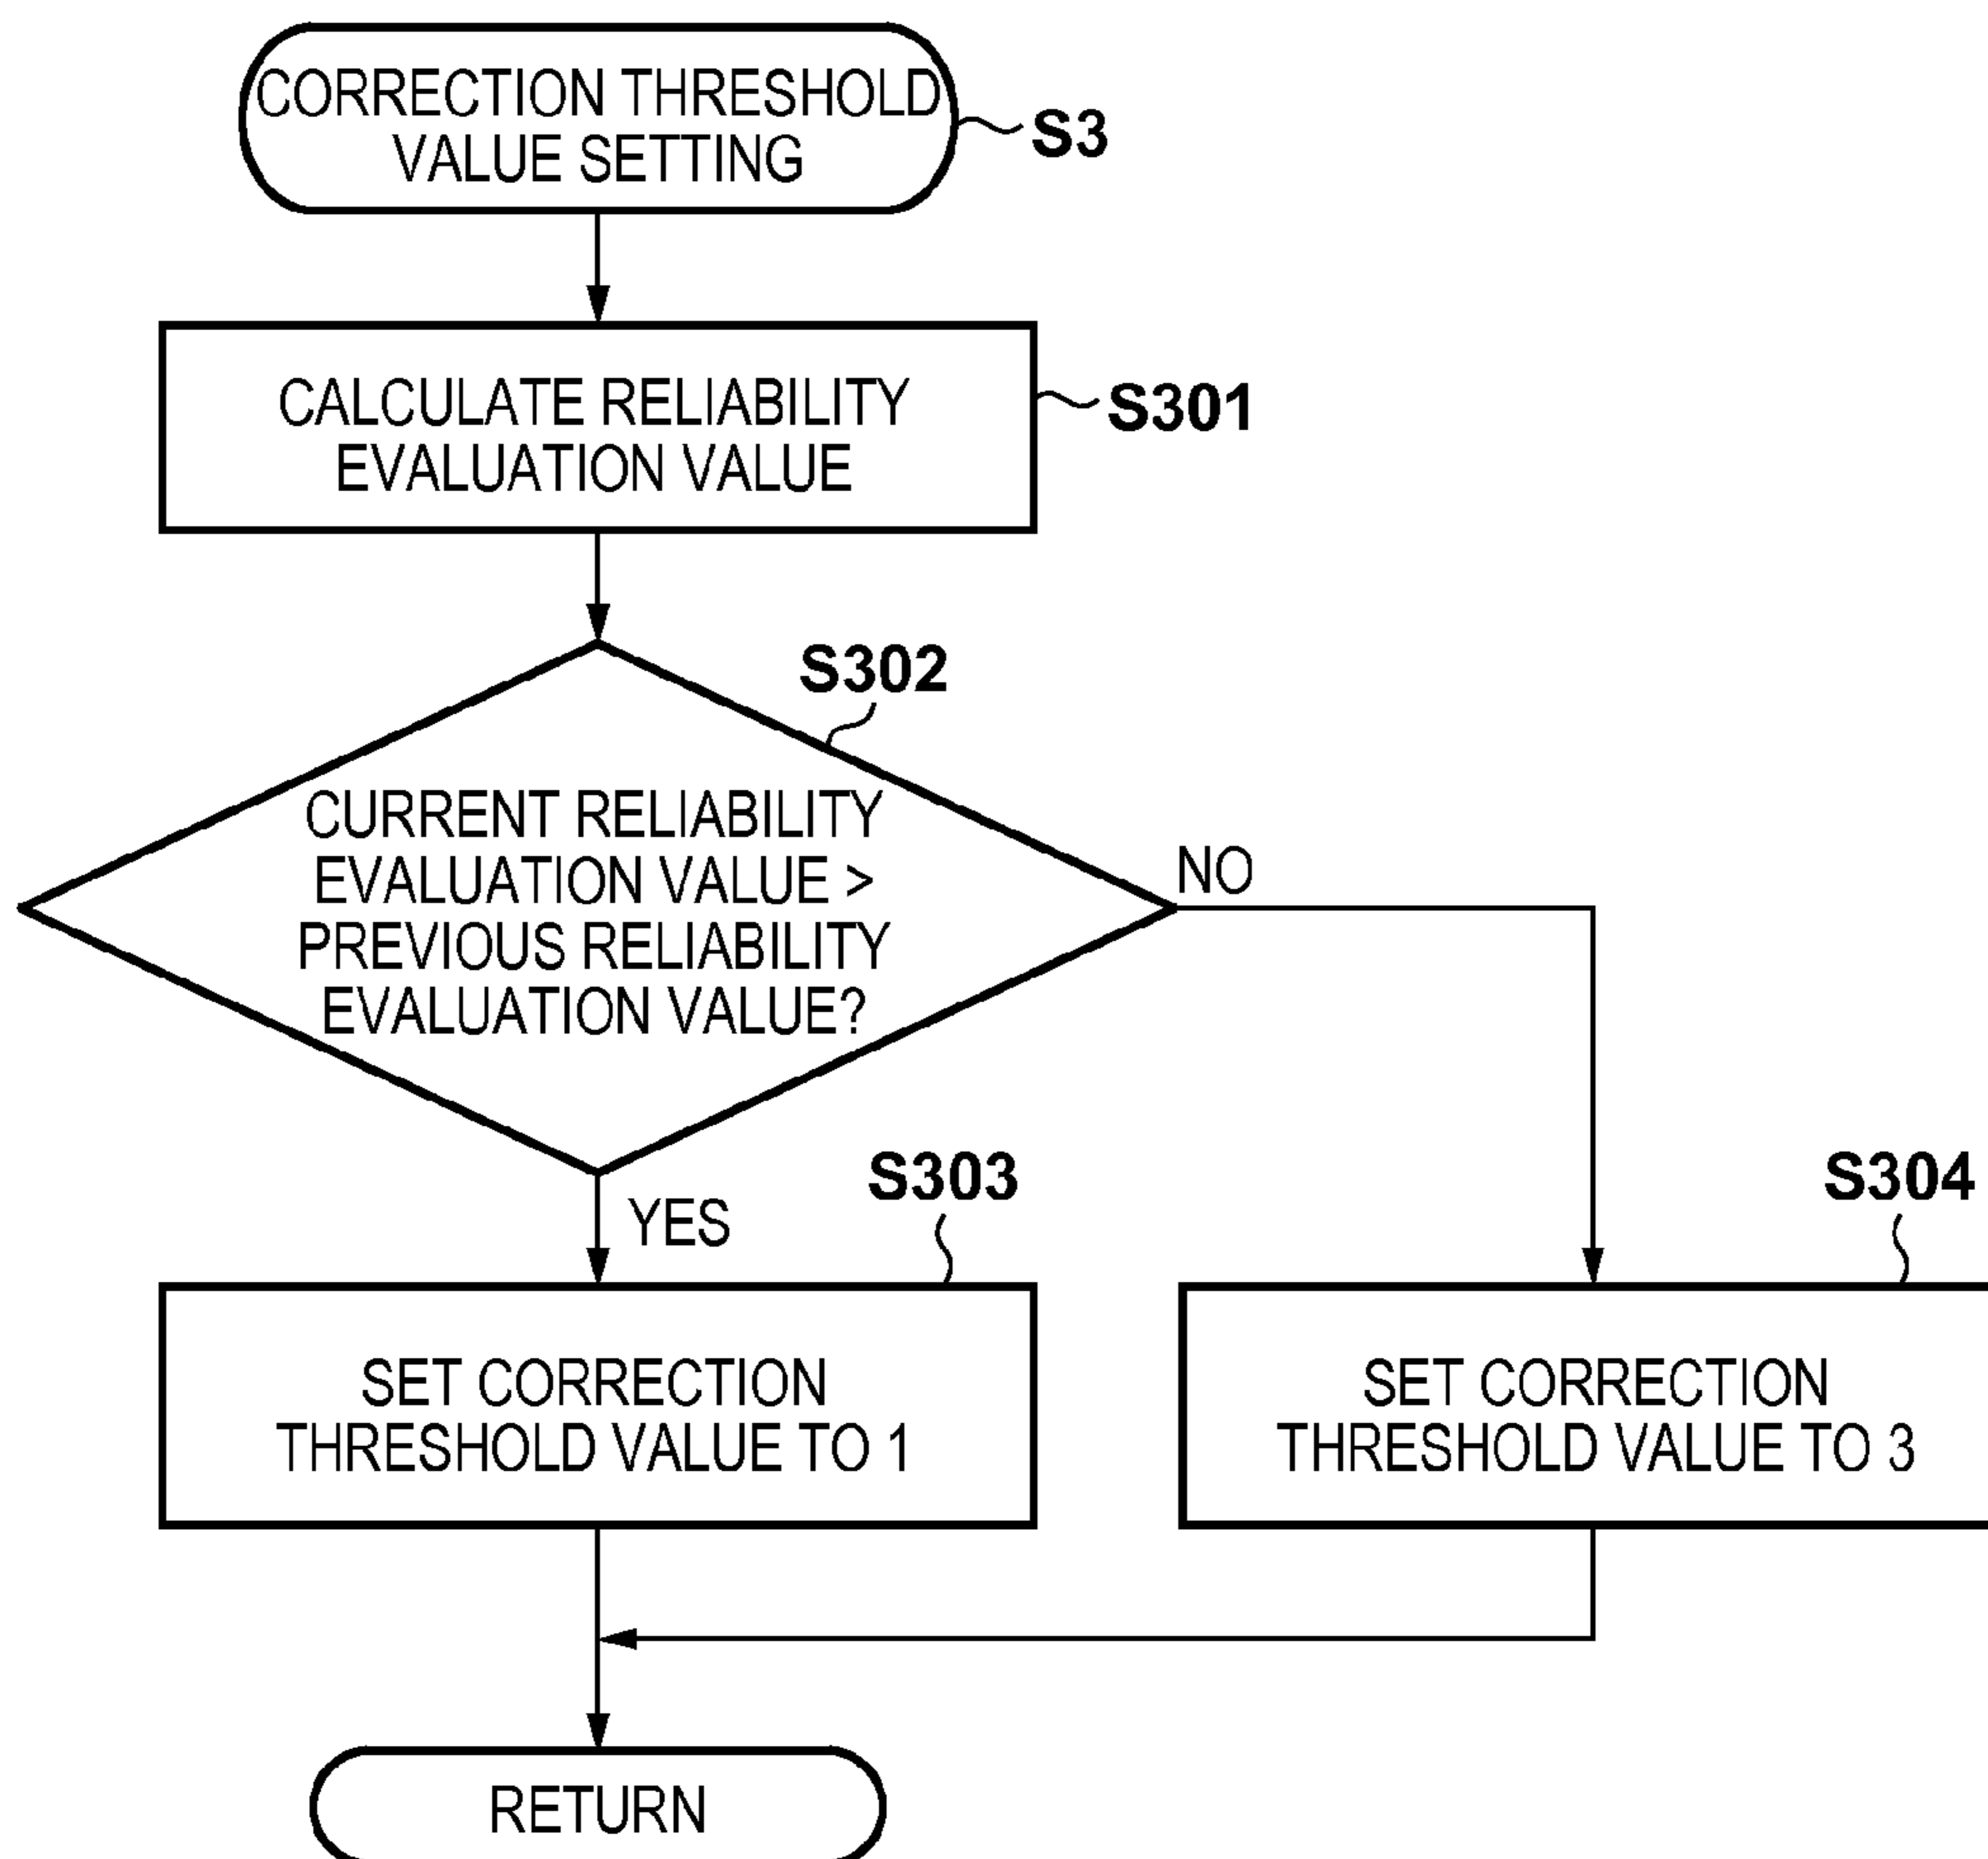 CORRECTION THRESHOLD
VALUE SETTING
S3
CALCULATE RELIABILITY
EVALUATION VALUE
S301
S302
CURRENT RELIABILITY
EVALUATION VALUE >
PREVIOUS RELIABILITY
EVALUATION VALUE?
NO
YES
S303
SET CORRECTION
THRESHOLD VALUE TO 1
S304
SET CORRECTION
THRESHOLD VALUE TO 3
RETURN